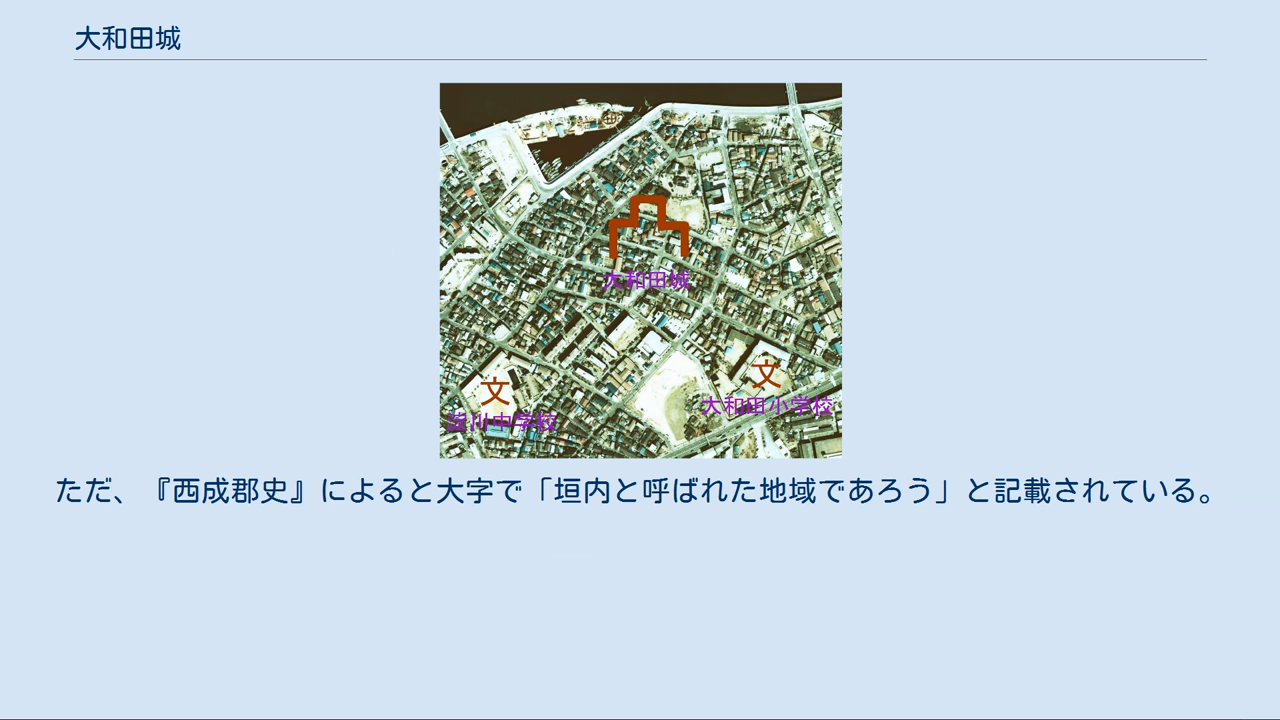 大和田城
大和田城
文
大和田小学校
文
淀川中学校
ただ、『西成郡史』によると大字で「垣内と呼ばれた地域であろう」と記載されている。